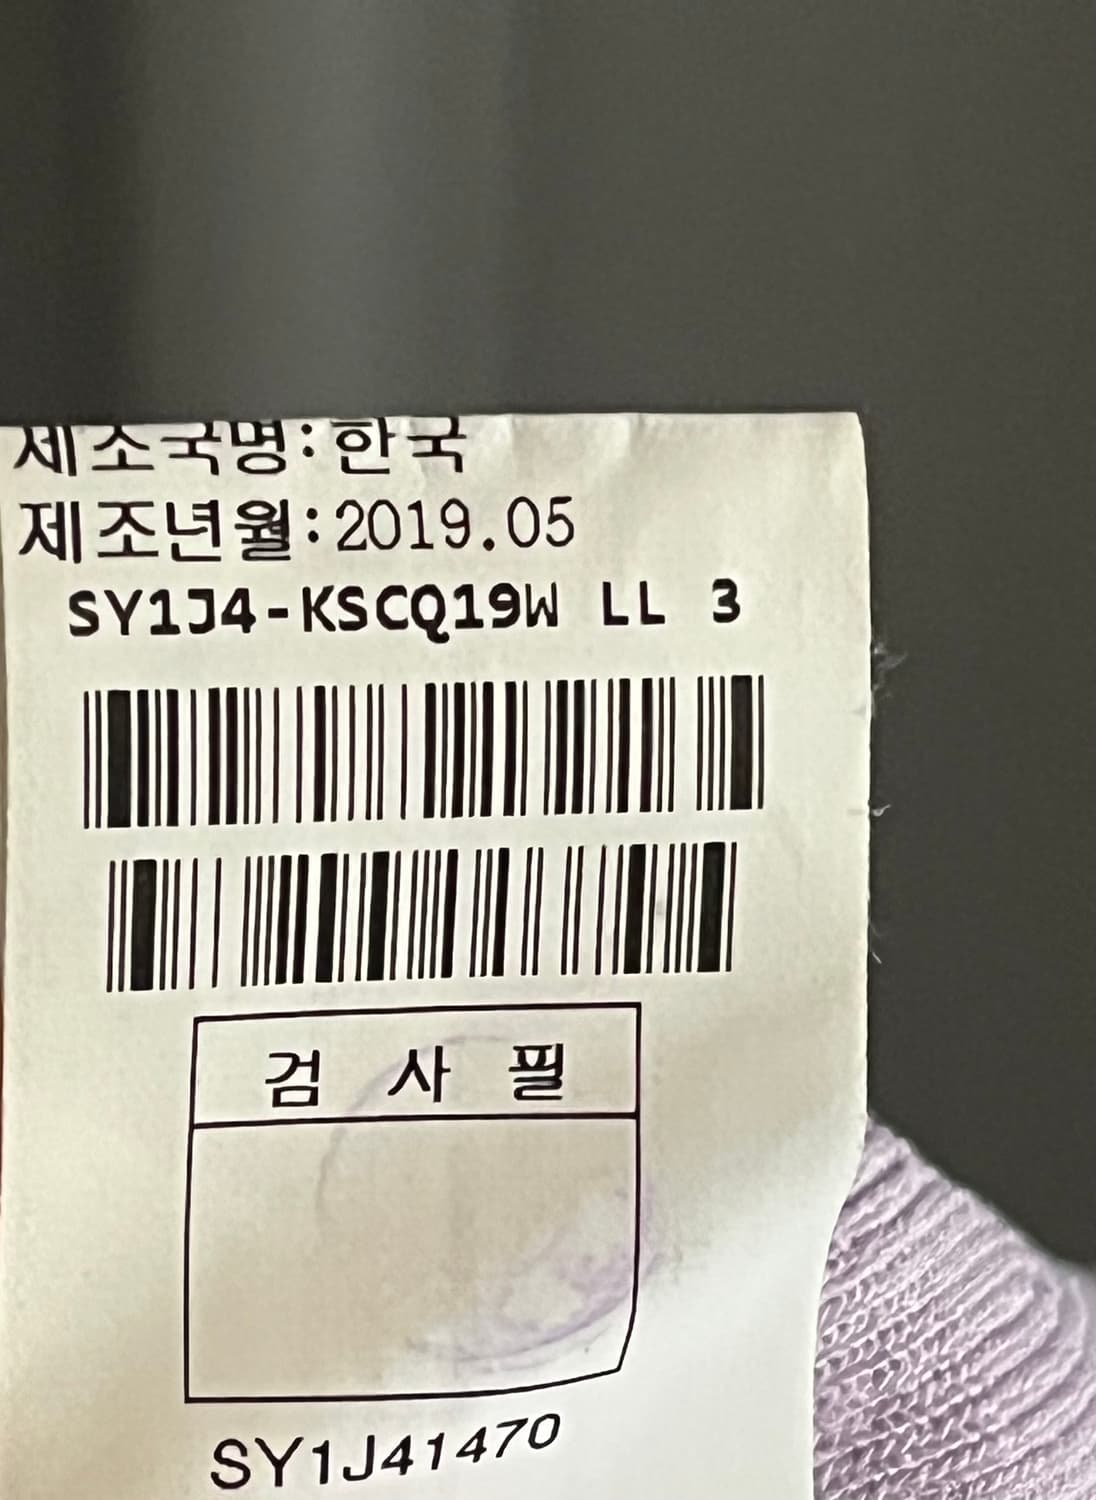 제조국명:한국
제조년월:2019.05
SY1J4-KSCQ19W LL 3
검 사 필
SY1J41470